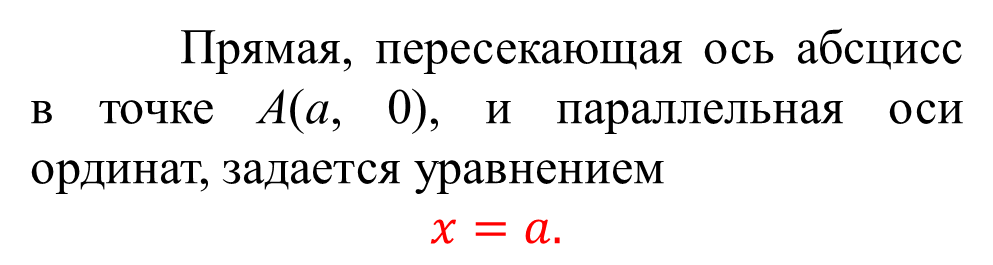 Прямая, пересекающая ось абсцисс
в точке A(a, 0), и параллельная оси
ординат, задается уравнением
x = a.